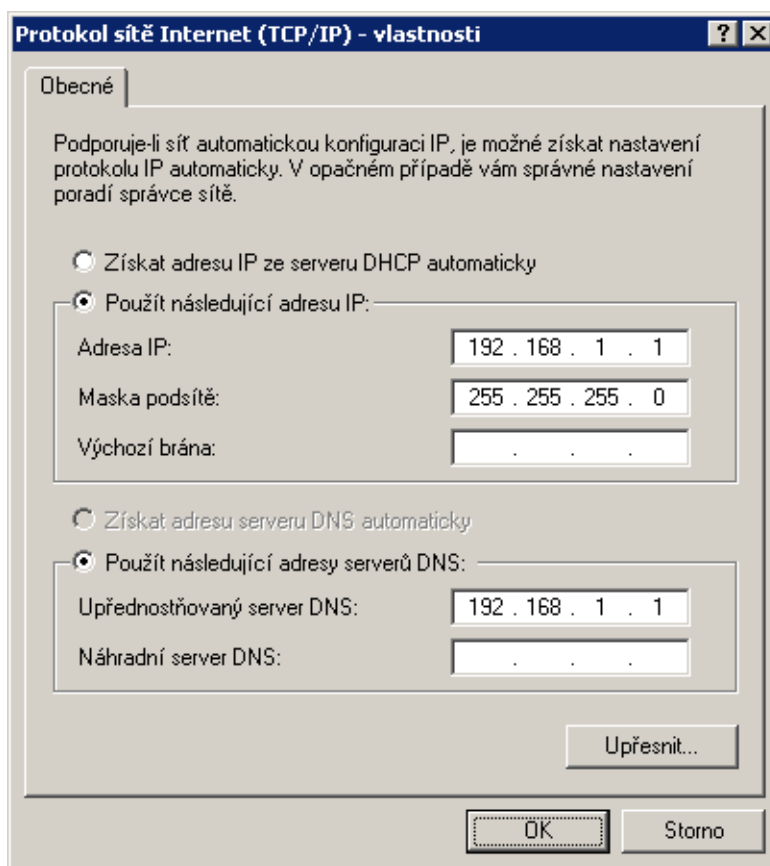 Protokol sítě Internet (TCP/IP) - vlastnosti
Obecné
Podporuje-li síť automatickou konfiguraci IP, je možné získat nastavení
protokolu IP automaticky. V opačném případě vám správné nastavení
poradí správce sítě.
Získat adresu IP ze serveru DHCP automaticky
Použít následující adresu IP:
Adresa IP: 192 . 168 . 1 . 1
Maska podsítě: 255 . 255 . 255 . 0
Výchozí brána: . . .
Získat adresu serveru DNS automaticky
Použít následující adresy serverů DNS:
Upřednostňovaný server DNS: 192 . 168 . 1 . 1
Náhradní server DNS: . . .
Upřesnit...
OK Storno